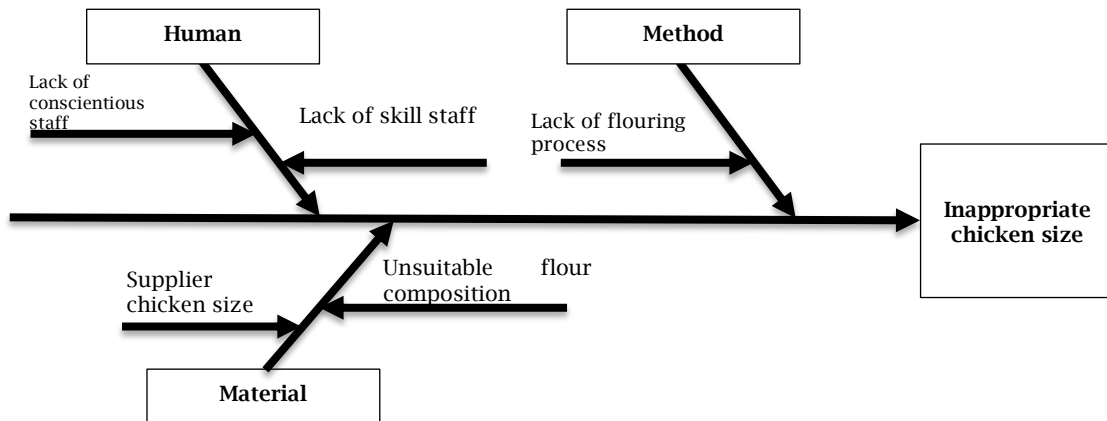 Human
Method
Lack of
conscientious
staff
Lack of skill staff
Lack of flouring
process
Inappropriate
chicken size
Supplier
chicken size
Unsuitable flour
composition
Material